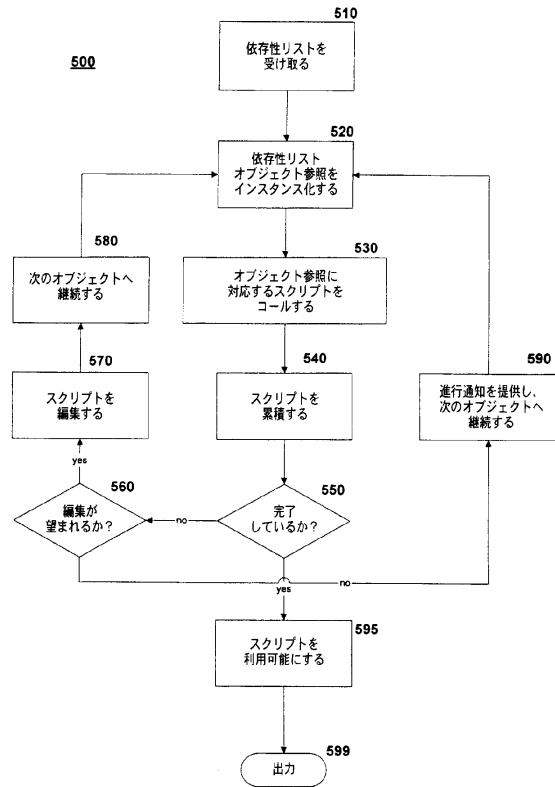 500
510
依存性リストを
受け取る
520
依存性リスト
オブジェクト参照を
インスタンス化する
530
オブジェクト参照に
対応するスクリプトを
コールする
540
スクリプトを
累積する
550
完了
しているか?
no
yes
560
編集が
望まれるか?
yes
no
570
スクリプトを
編集する
580
次のオブジェクトへ
継続する
590
進行通知を提供し、
次のオブジェクトへ
継続する
595
スクリプトを
利用可能にする
599
出力